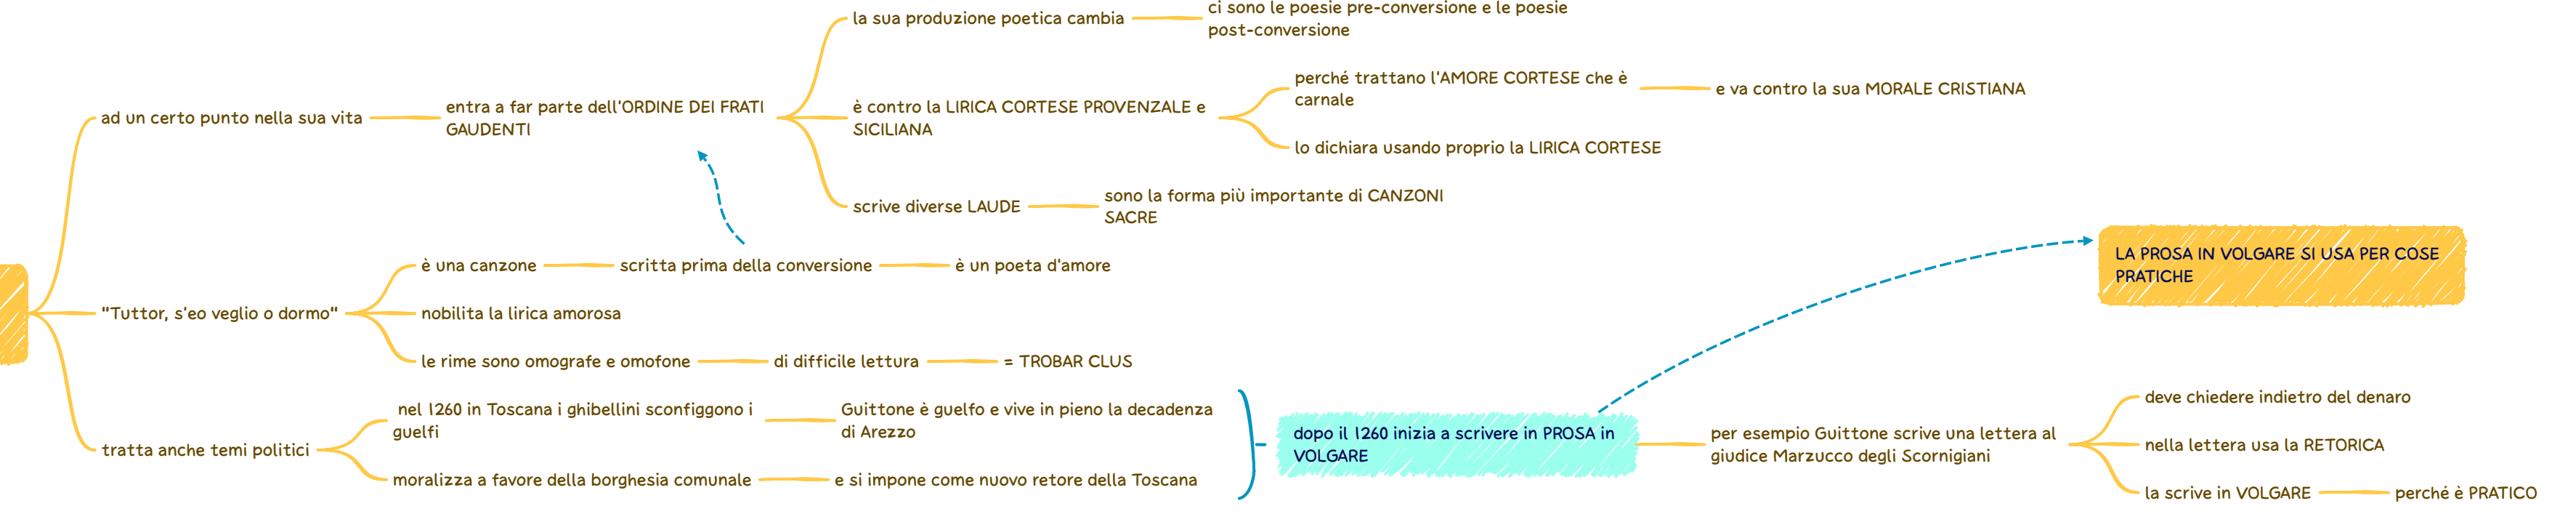 ad un certo punto nella sua vita
entra a far parte dell'ORDINE DEI FRATI
GAUDENTI
la sua produzione poetica cambia
ci sono le poesie pre-conversione e le poesie
post-conversione
è contro la LIRICA CORTESE PROVENZALE e
SICILIANA
perché trattano l'AMORE CORTESE che è
carnale
e va contro la sua MORALE CRISTIANA
lo dichiara usando proprio la LIRICA CORTESE
scrive diverse LAUDE
sono la forma più importante di CANZONI
SACRE
"Tuttor, s'eo veglio o dormo"
è una canzone
scritta prima della conversione
è un poeta d'amore
nobilita la lirica amorosa
le rime sono omografe e omofone
di difficile lettura
= TROBAR CLUS
tratta anche temi politici
nel 1260 in Toscana i ghibellini sconfiggono i
guelfi
Guittone è guelfo e vive in pieno la decadenza
di Arezzo
moralizza a favore della borghesia comunale
e si impone come nuovo retore della Toscana
dopo il 1260 inizia a scrivere in PROSA in
VOLGARE
LA PROSA IN VOLGARE SI USA PER COSE
PRATICHE
per esempio Guittone scrive una lettera al
giudice Marzucco degli Scornigiani
deve chiedere indietro del denaro
nella lettera usa la RETORICA
la scrive in VOLGARE
perché è PRATICO